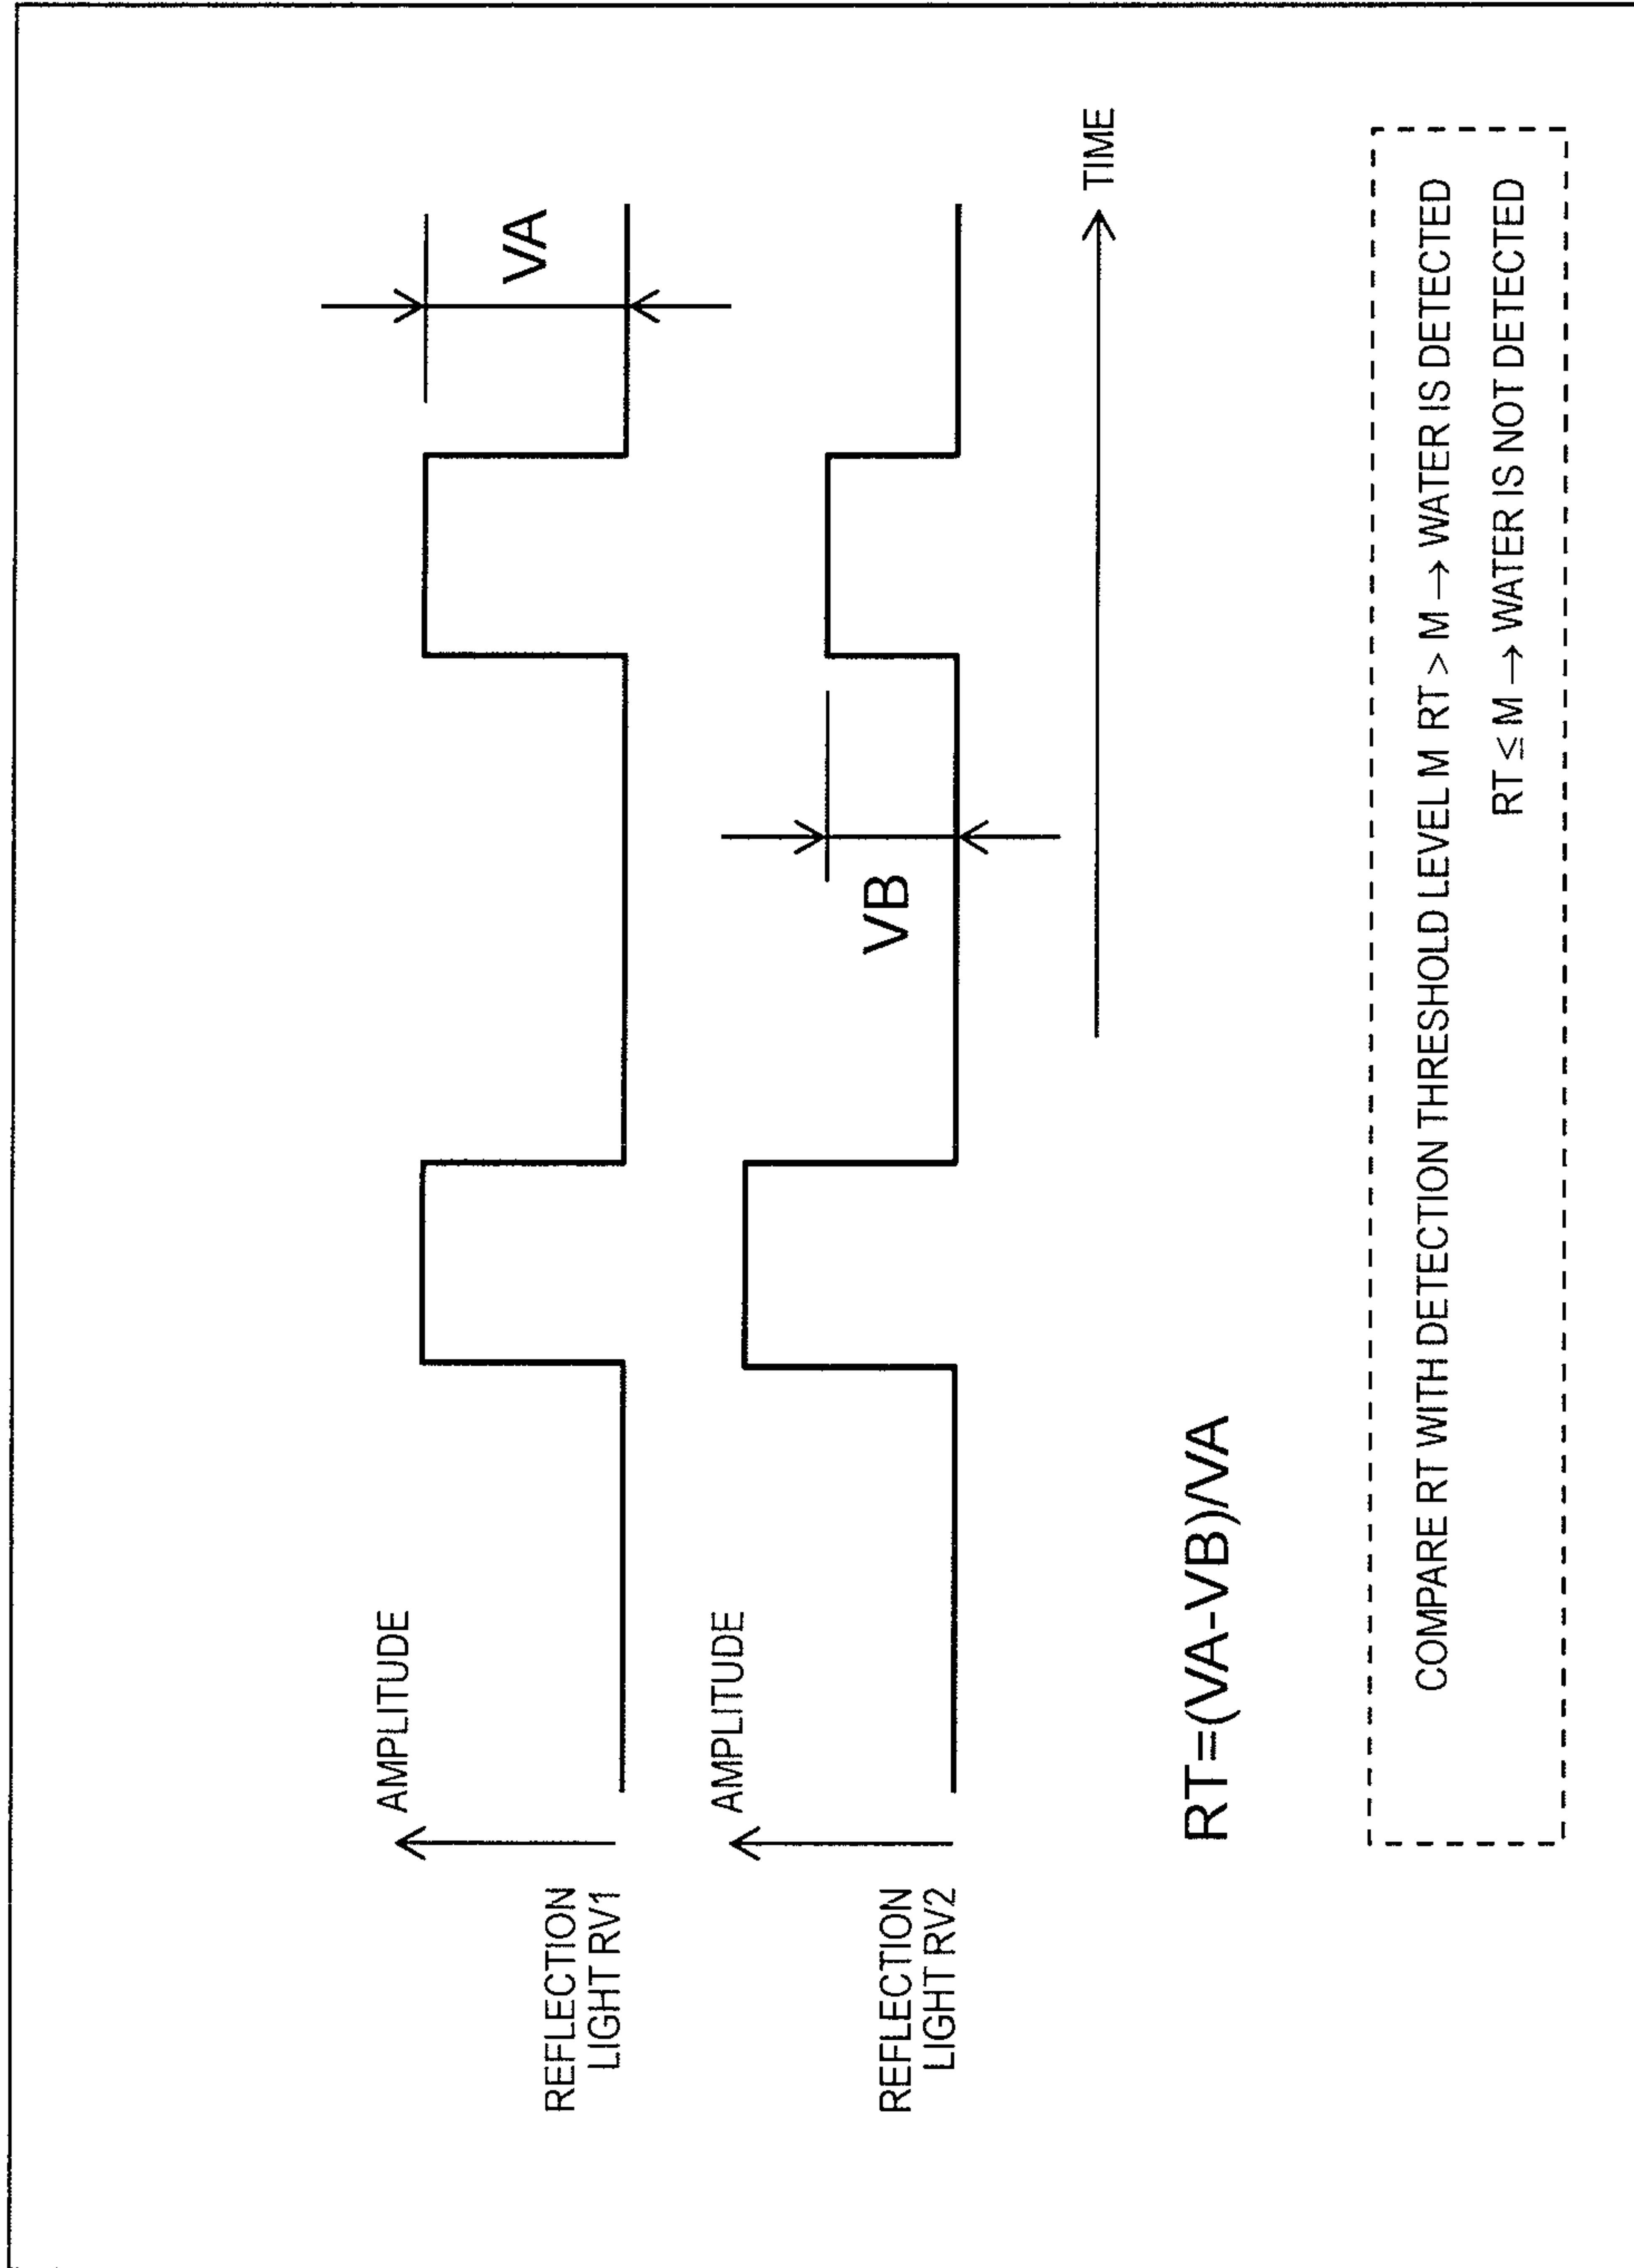 AMPLITUDE
REFLECTION
LIGHT RV1
VA
AMPLITUDE
REFLECTION
LIGHT RV2
VB
TIME
RT=(VA-VB)/VA
COMPARE RT WITH DETECTION THRESHOLD LEVEL M RT > M → WATER IS DETECTED
RT ≤ M → WATER IS NOT DETECTED